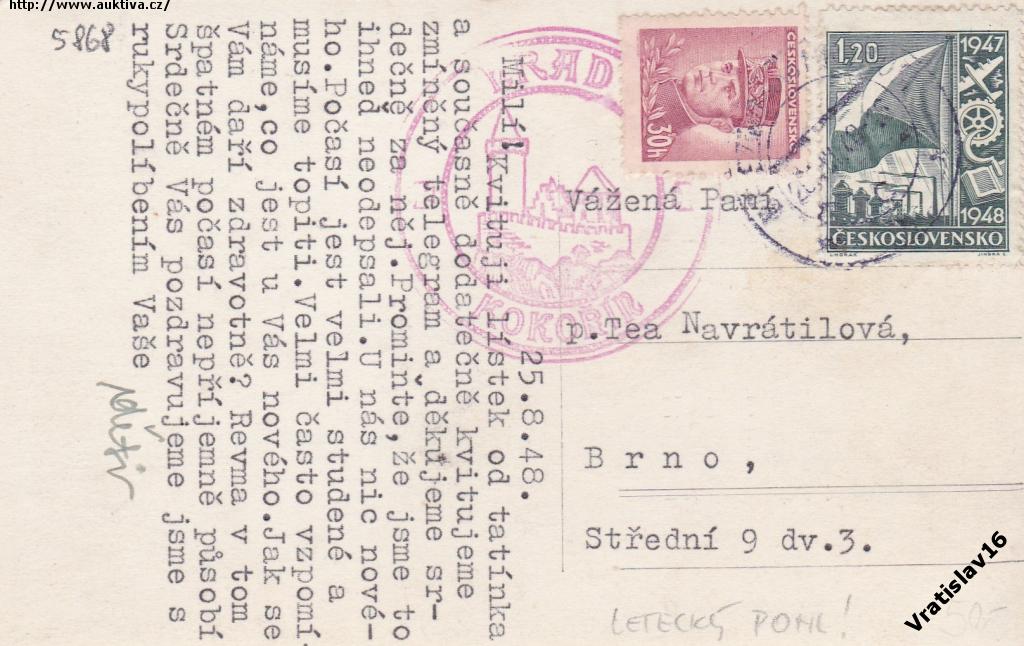 http://www.auktiva.cz/
5868
25.8.48.
Milí! Kvituji lístek od tatínka
a současně dodatečně kvitujeme
zmíněný telegram a děkujeme sr-
dečně za něj. Promiňte, že jsme to
ihned neodepsali. U nás nic nové-
ho. Počasí jest velmi studené a
musíme topiti. Velmi často vzpomí-
náme, co jest u Vás nového. Jak se
Vám daří zdravotně? Revma v tom
špatném počasí nepříjemně působí
Srdečně Vás pozdravujeme jsme s
rukypolíbením Vaše
děti
HRAD
KOKOŘÍN
ČESKOSLOVENSKO
30h
1,20
1947
1948
ČESKOSLOVENSKO
Vážená Paní
p. Tea Navrátilová,
Brno,
Střední 9 dv.3.
LETECKÝ POHL!
50,-
Vratislav16